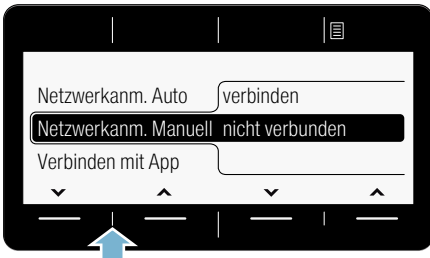 Netzwerkanm. Auto verbinden
Netzwerkanm. Manuell nicht verbunden
Verbinden mit App